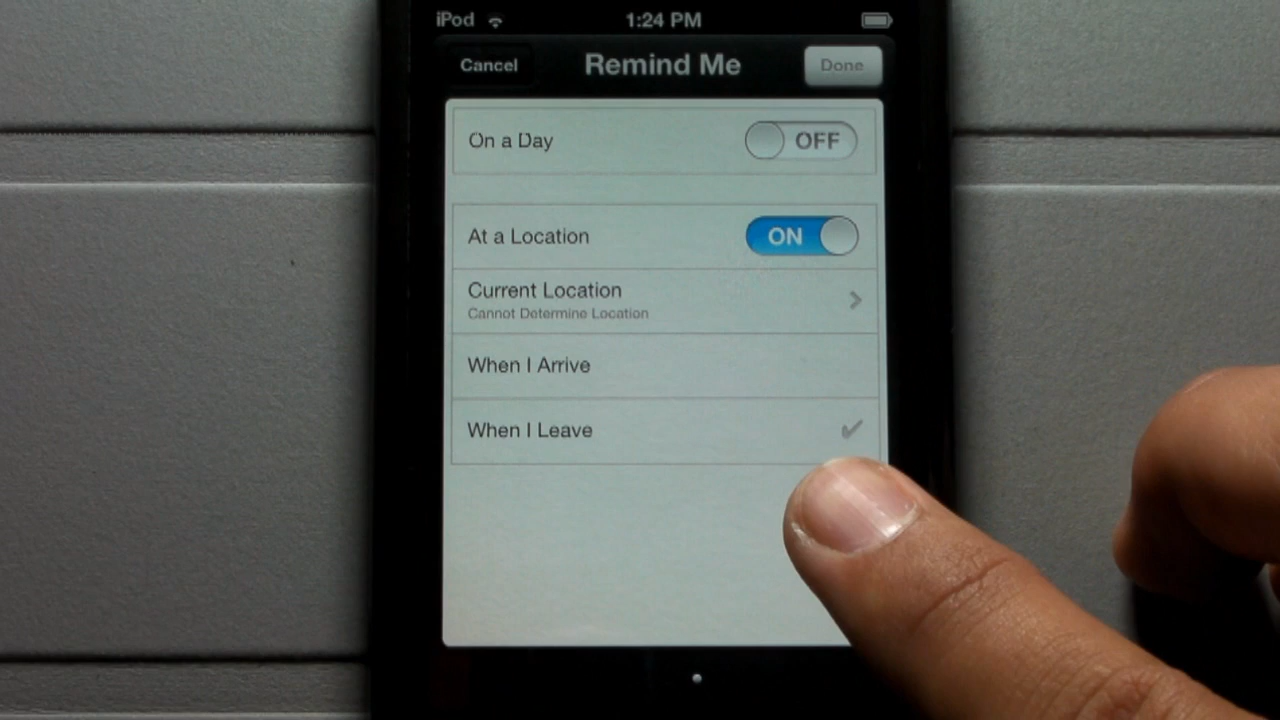 iPod 1:24 PM
Cancel Remind Me Done
On a Day OFF
At a Location ON
Current Location
Cannot Determine Location
When I Arrive
When I Leave